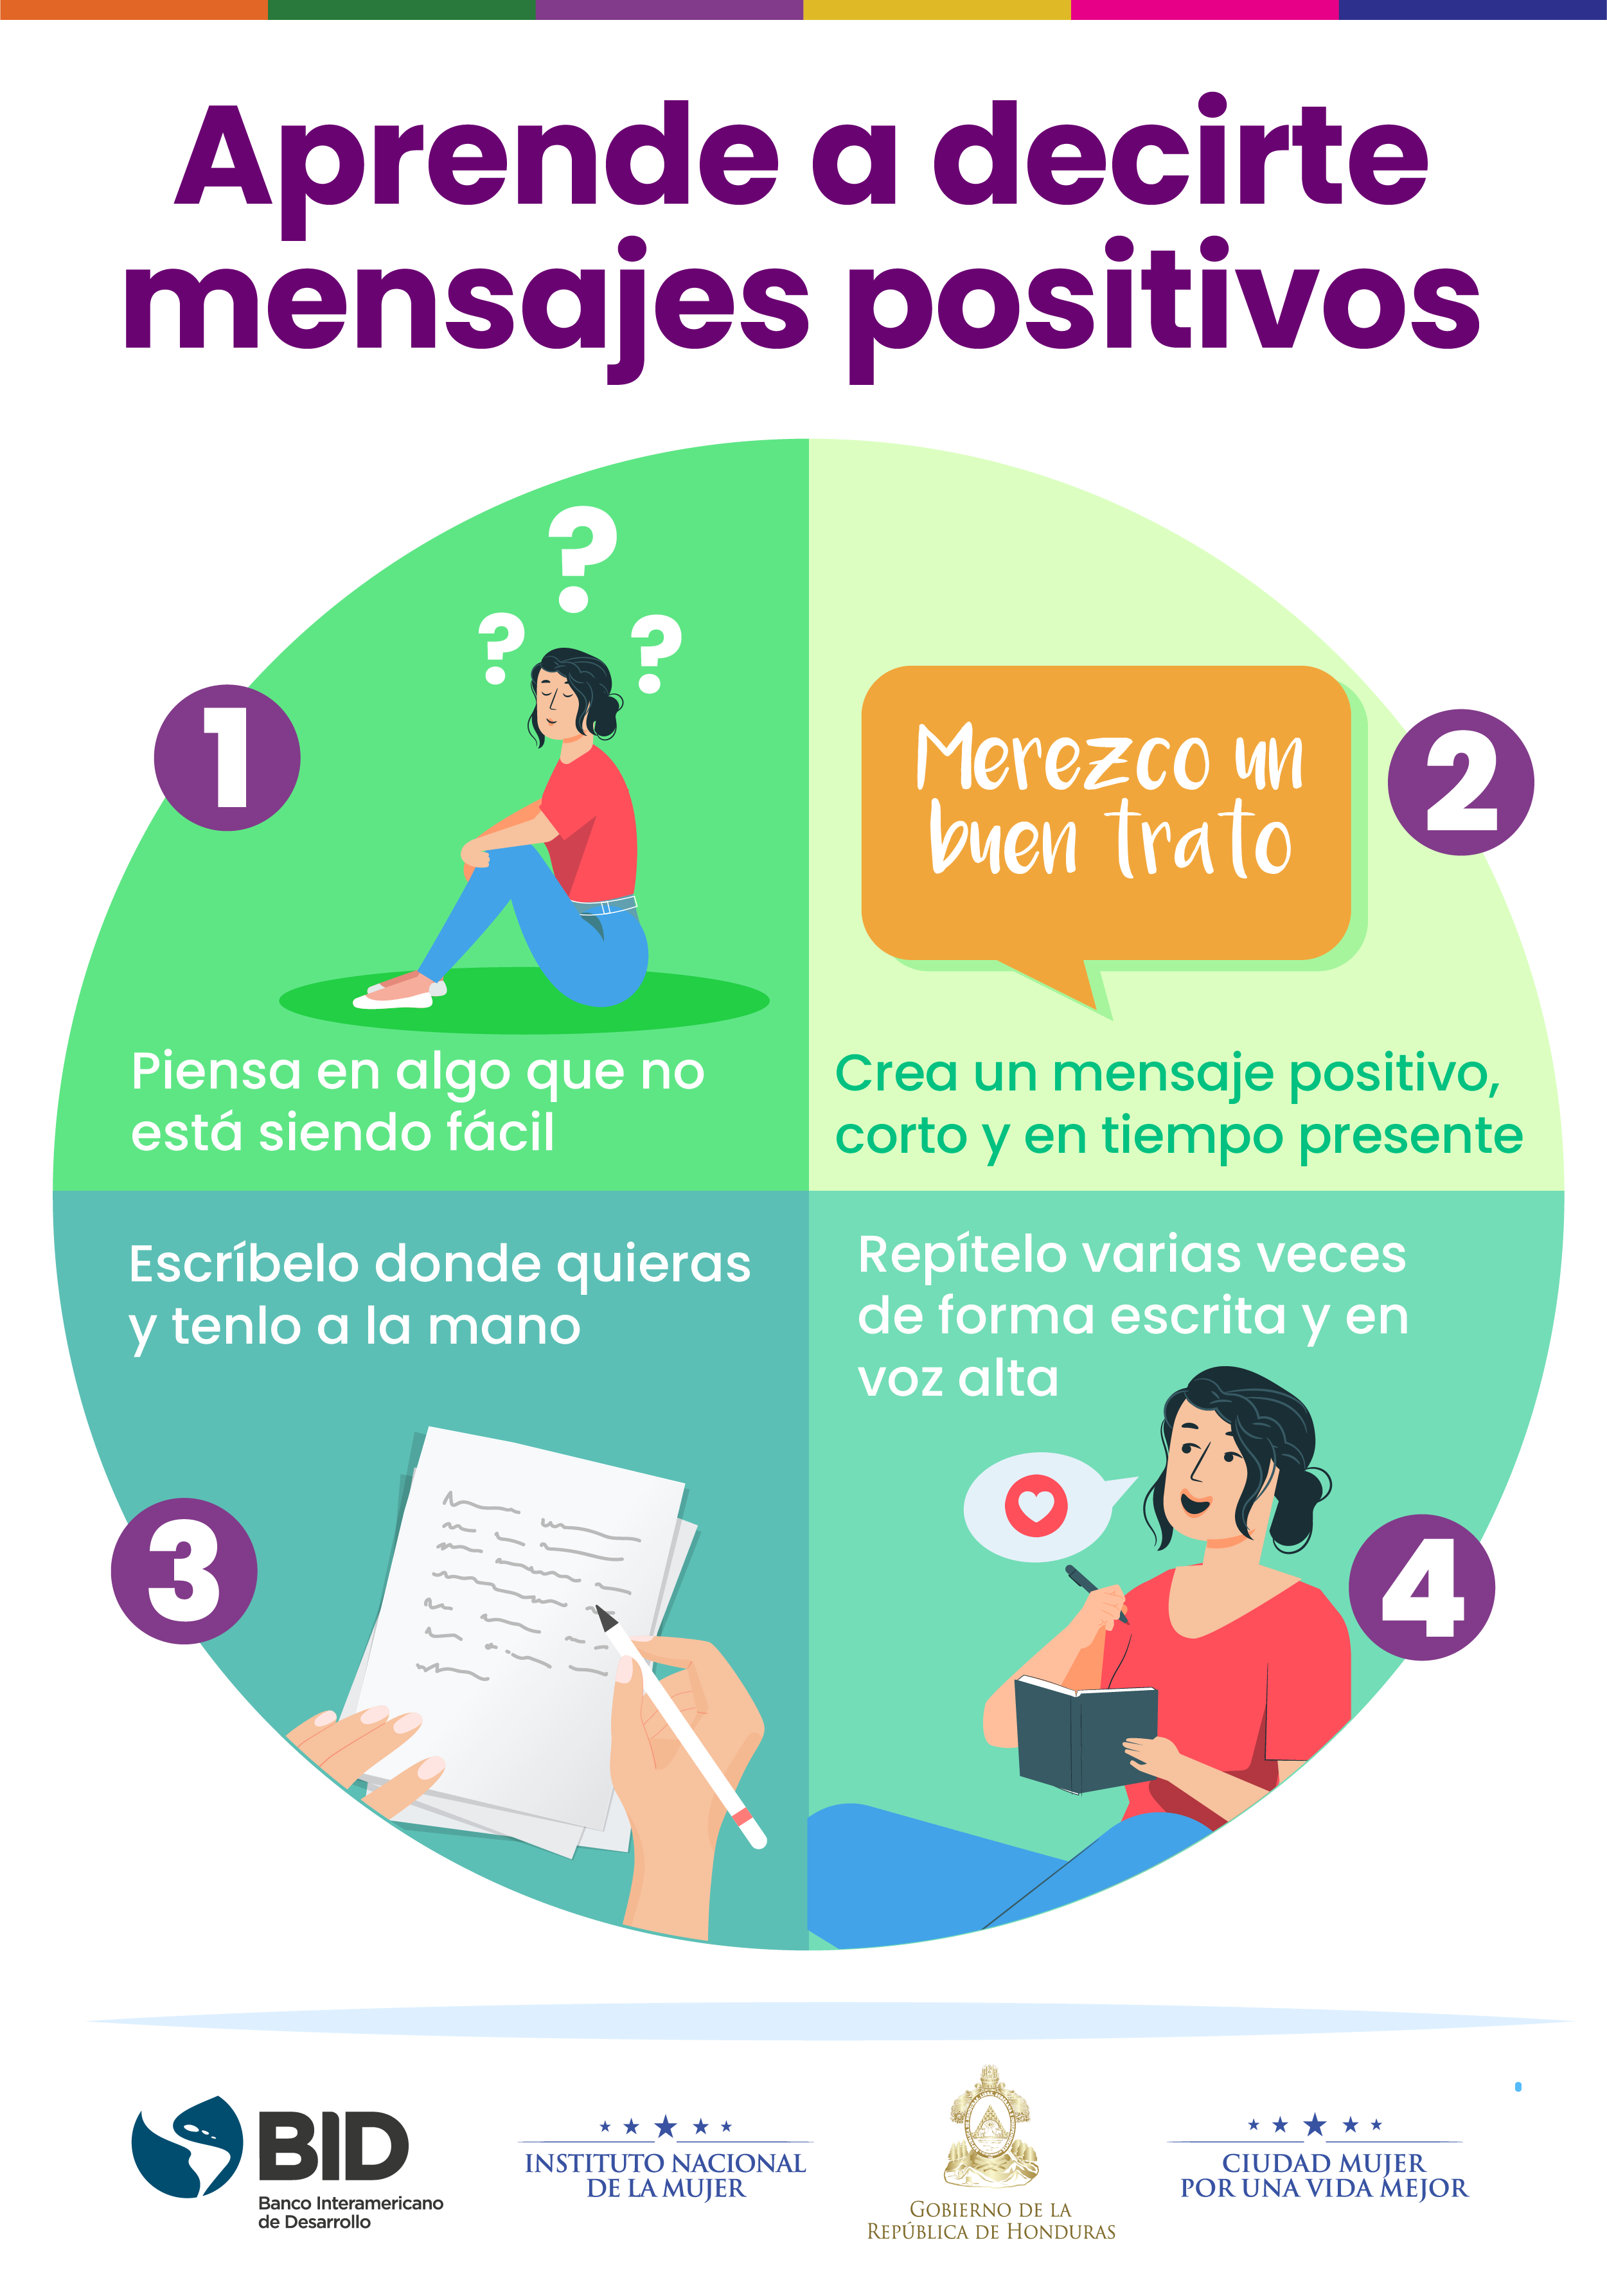 Aprende a decirte
mensajes positivos
? ? ?
1
Piensa en algo que no
está siendo fácil
Merezco un
buen trato
2
Crea un mensaje positivo,
corto y en tiempo presente
Escríbelo donde quieras
y tenlo a la mano
3
Repítelo varias veces
de forma escrita y en
voz alta
4
BID
Banco Interamericano
de Desarrollo
INSTITUTO NACIONAL
DE LA MUJER
GOBIERNO DE LA
REPÚBLICA DE HONDURAS
CIUDAD MUJER
POR UNA VIDA MEJOR